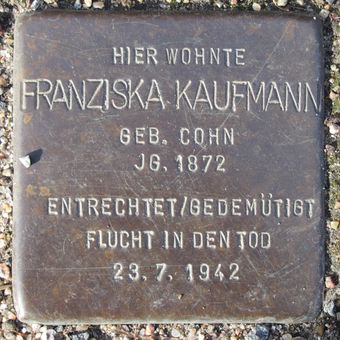 HIER WOHNTE
FRANZISKA KAUFMANN
GEB. COHN
JG. 1872
ENTRECHTET/GEDEMÜTIGT
FLUCHT IN DEN TOD
23.7.1942